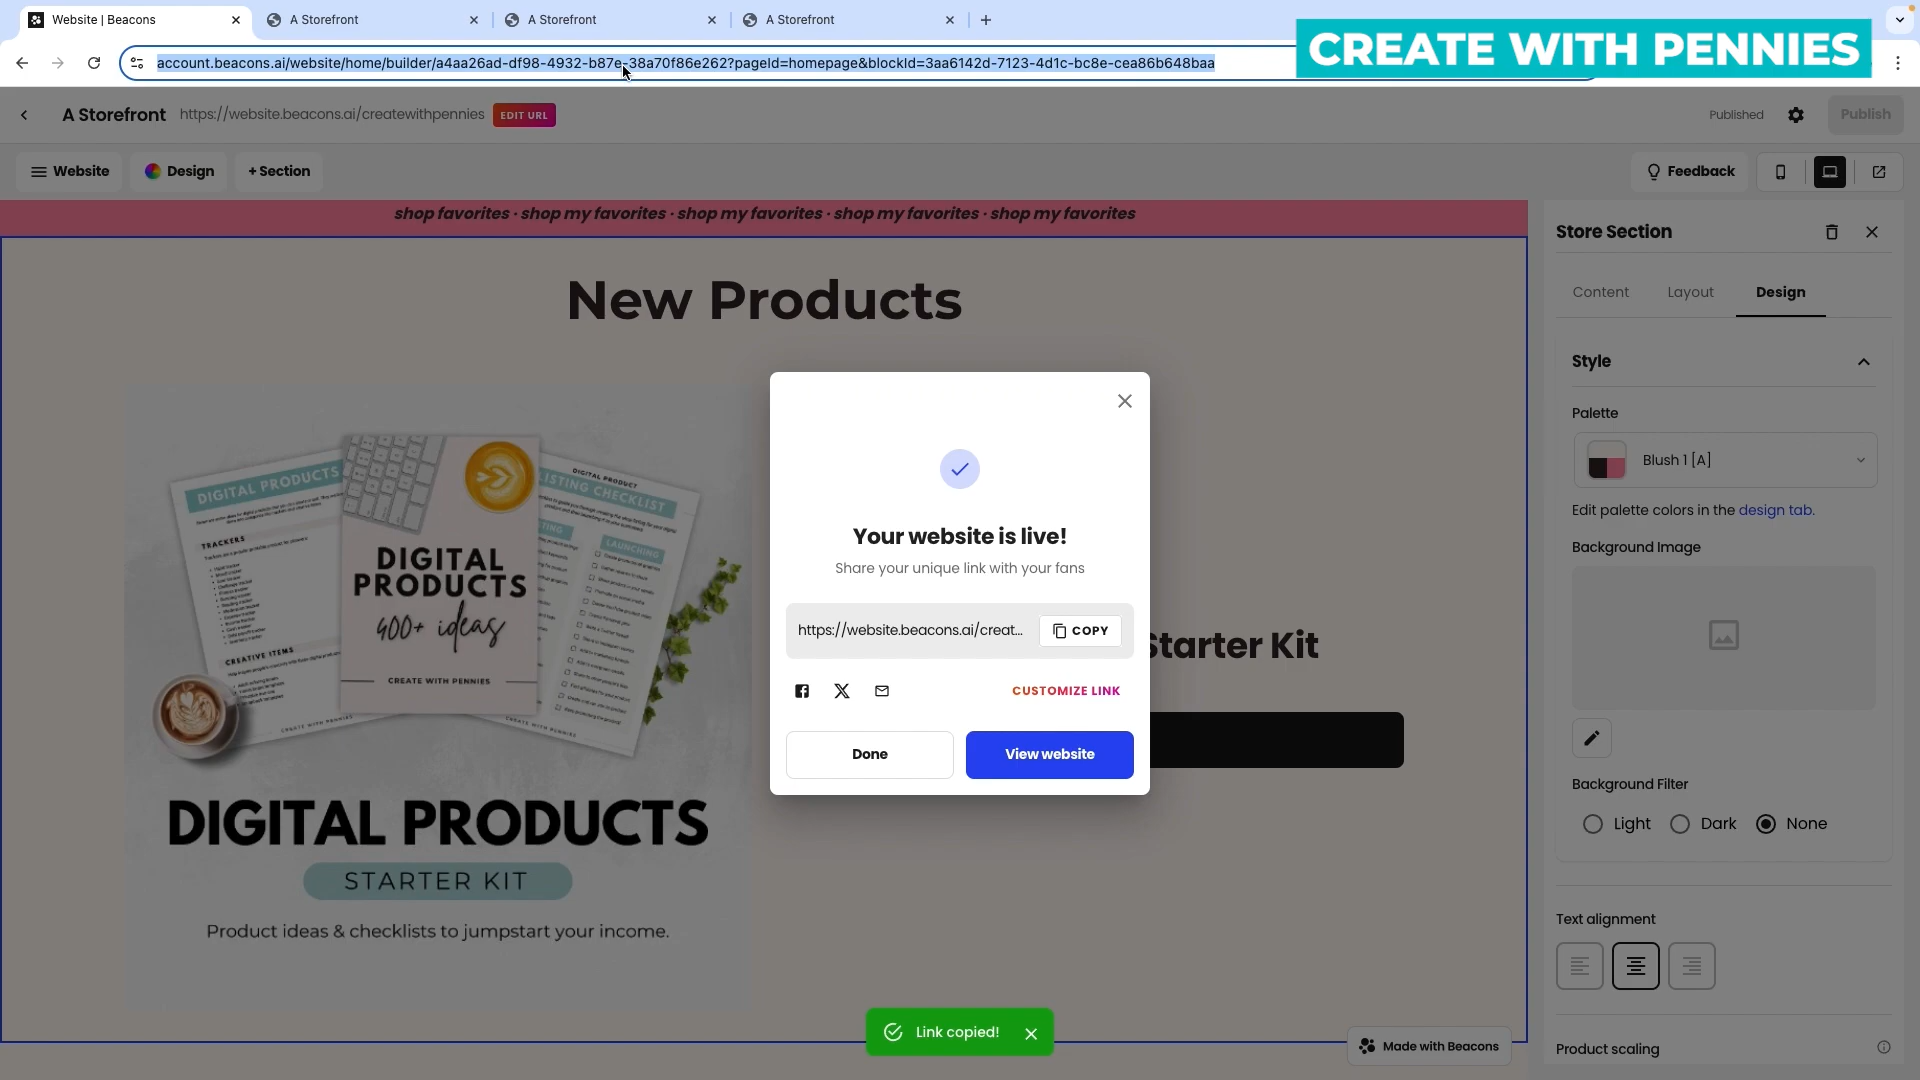 Website | Beacons
A Storefront
A Storefront
A Storefront
CREATE WITH PENNIES
account.beacons.ai/website/home/builder/a4aa26ad-df98-4932-b87e-38a70f86e262?pageId=homepage&blockId=3aa6142d-7123-4d1c-bc8e-cea86b648baa
A Storefront
https://website.beacons.ai/createwithpennies
EDIT URL
Published
Publish
Website
Design
+ Section
Feedback
shop favorites · shop my favorites · shop my favorites · shop my favorites · shop my favorites
New Products
DIGITAL PRODUCTS
TRACKERS
CREATIVE ITEMS
CREATE WITH PENNIES
DIGITAL
PRODUCTS
400+ ideas
CREATE WITH PENNIES
DIGITAL PRODUCT
LISTING CHECKLIST
LAUNCHING
CREATE WITH PENNIES
DIGITAL PRODUCTS
STARTER KIT
Product ideas & checklists to jumpstart your income.
Starter Kit
Your website is live!
Share your unique link with your fans
https://website.beacons.ai/creat...
COPY
CUSTOMIZE LINK
Done
View website
Link copied!
Made with Beacons
Store Section
Content
Layout
Design
Style
Palette
Blush 1 [A]
Edit palette colors in the design tab.
Background Image
Background Filter
Light
Dark
None
Text alignment
Product scaling